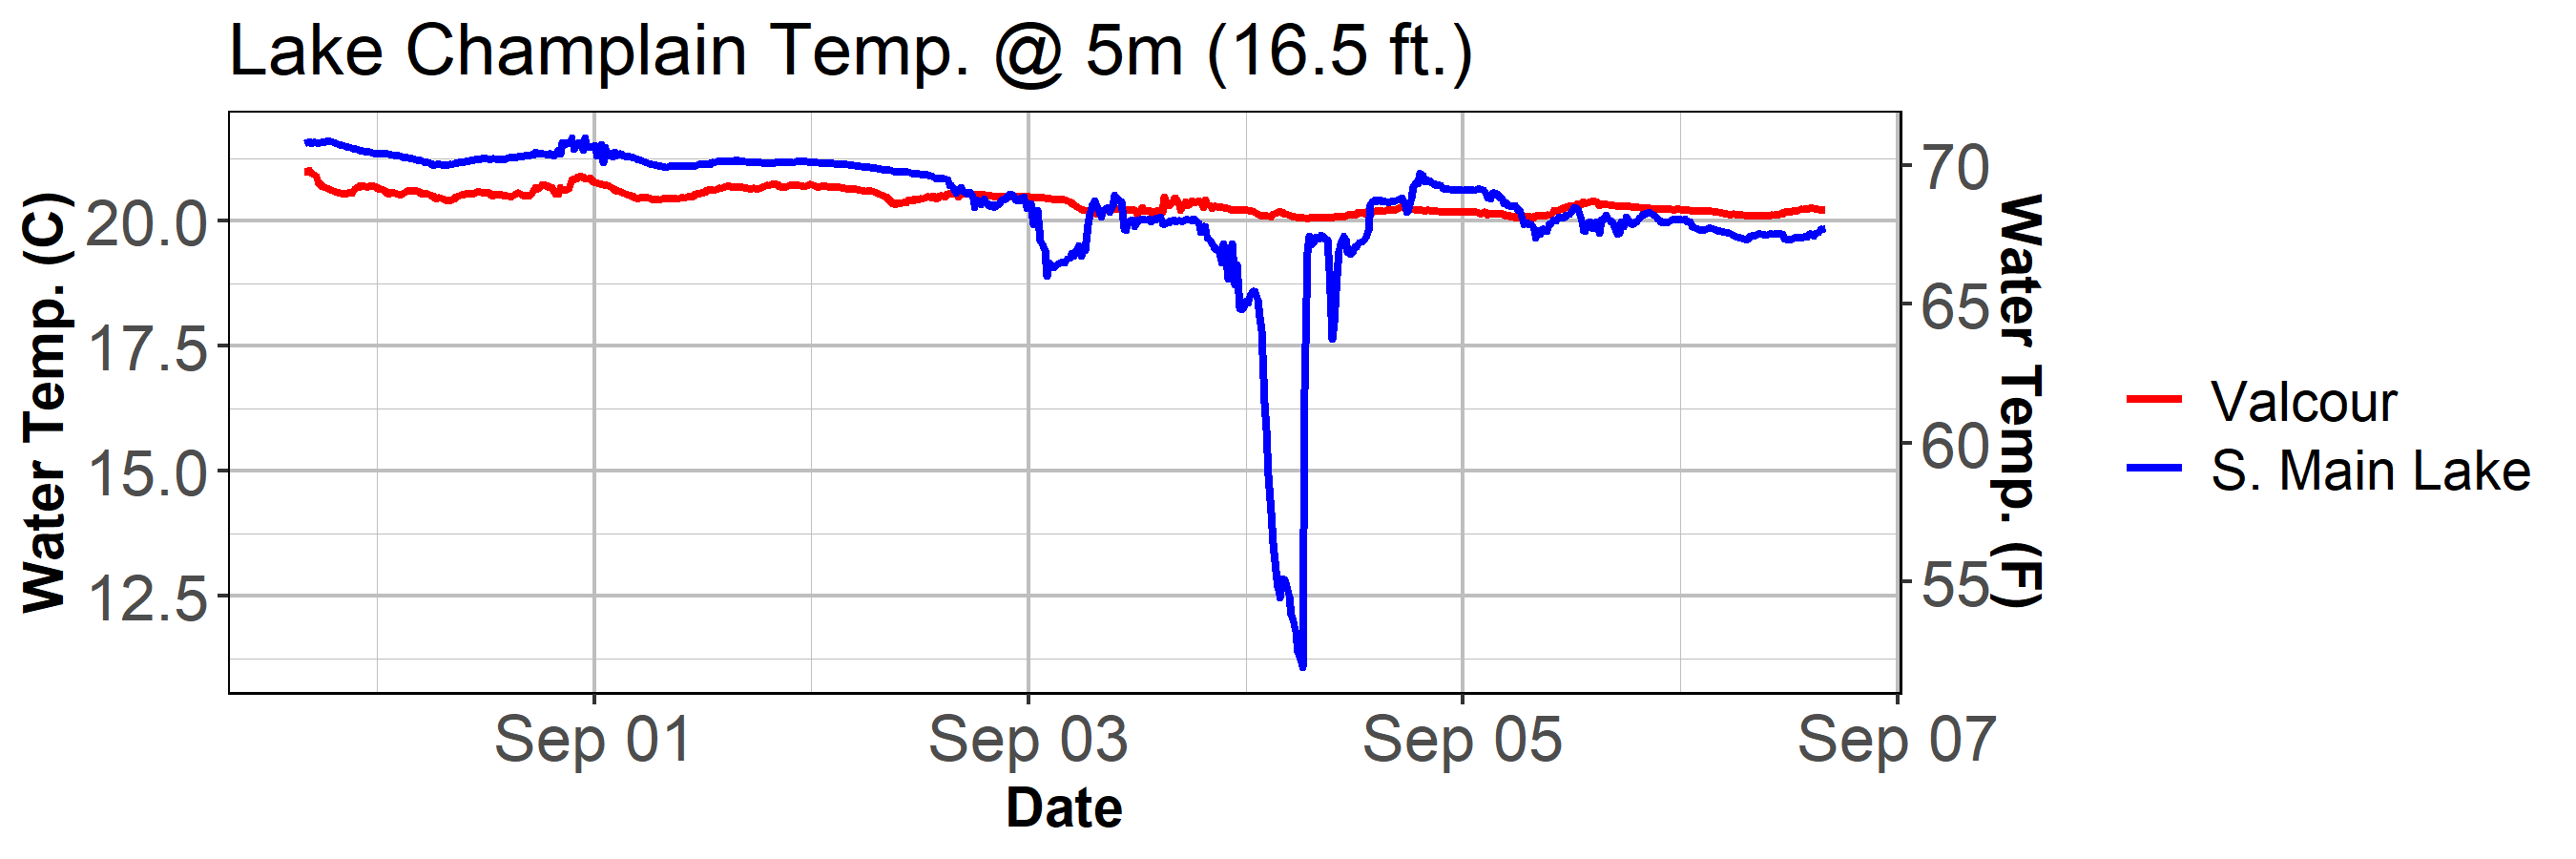 Lake Champlain Temp. @ 5m (16.5 ft.)
Water Temp. (C)
20.0
17.5
15.0
12.5
70
65
60
55
Water Temp. (F)
Valcour
S. Main Lake
Sep 01
Sep 03
Sep 05
Sep 07
Date